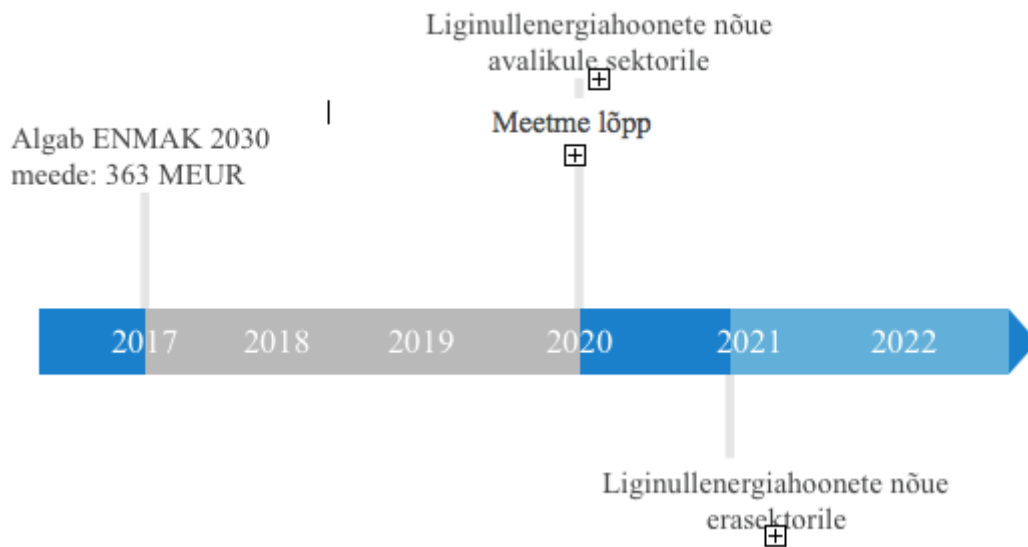 Liginullenergiahoonete nõue
avalikule sektorile
Meetme lõpp
Algab ENMAK 2030
meede: 363 MEUR
2017 2018 2019 2020 2021 2022
Liginullenergiahoonete nõue
erasektorile